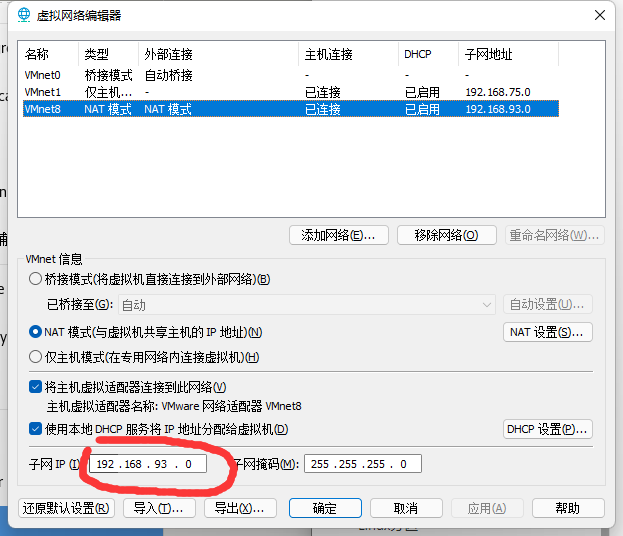 虚拟网络编辑器
名称 类型 外部连接 主机连接 DHCP 子网地址
VMnet0 桥接模式 自动桥接 - - -
VMnet1 仅主机... - 已连接 已启用 192.168.75.0
VMnet8 NAT 模式 NAT 模式 已连接 已启用 192.168.93.0
添加网络(E)... 移除网络(O) 重命名网络(W)...
VMnet 信息
桥接模式(将虚拟机直接连接到外部网络)(B)
已桥接至(G): 自动 自动设置(U)...
NAT 模式(与虚拟机共享主机的 IP 地址)(N) NAT 设置(S)...
仅主机模式(在专用网络内连接虚拟机)(H)
将主机虚拟适配器连接到此网络(V)
主机虚拟适配器名称: VMware 网络适配器 VMnet8
使用本地 DHCP 服务将 IP 地址分配给虚拟机(D) DHCP 设置(P)...
子网 IP (I) 192 . 168 . 93 . 0 子网掩码(M): 255 . 255 . 255 . 0
还原默认设置(R) 导入(T)... 导出(X)... 确定 取消 应用(A) 帮助